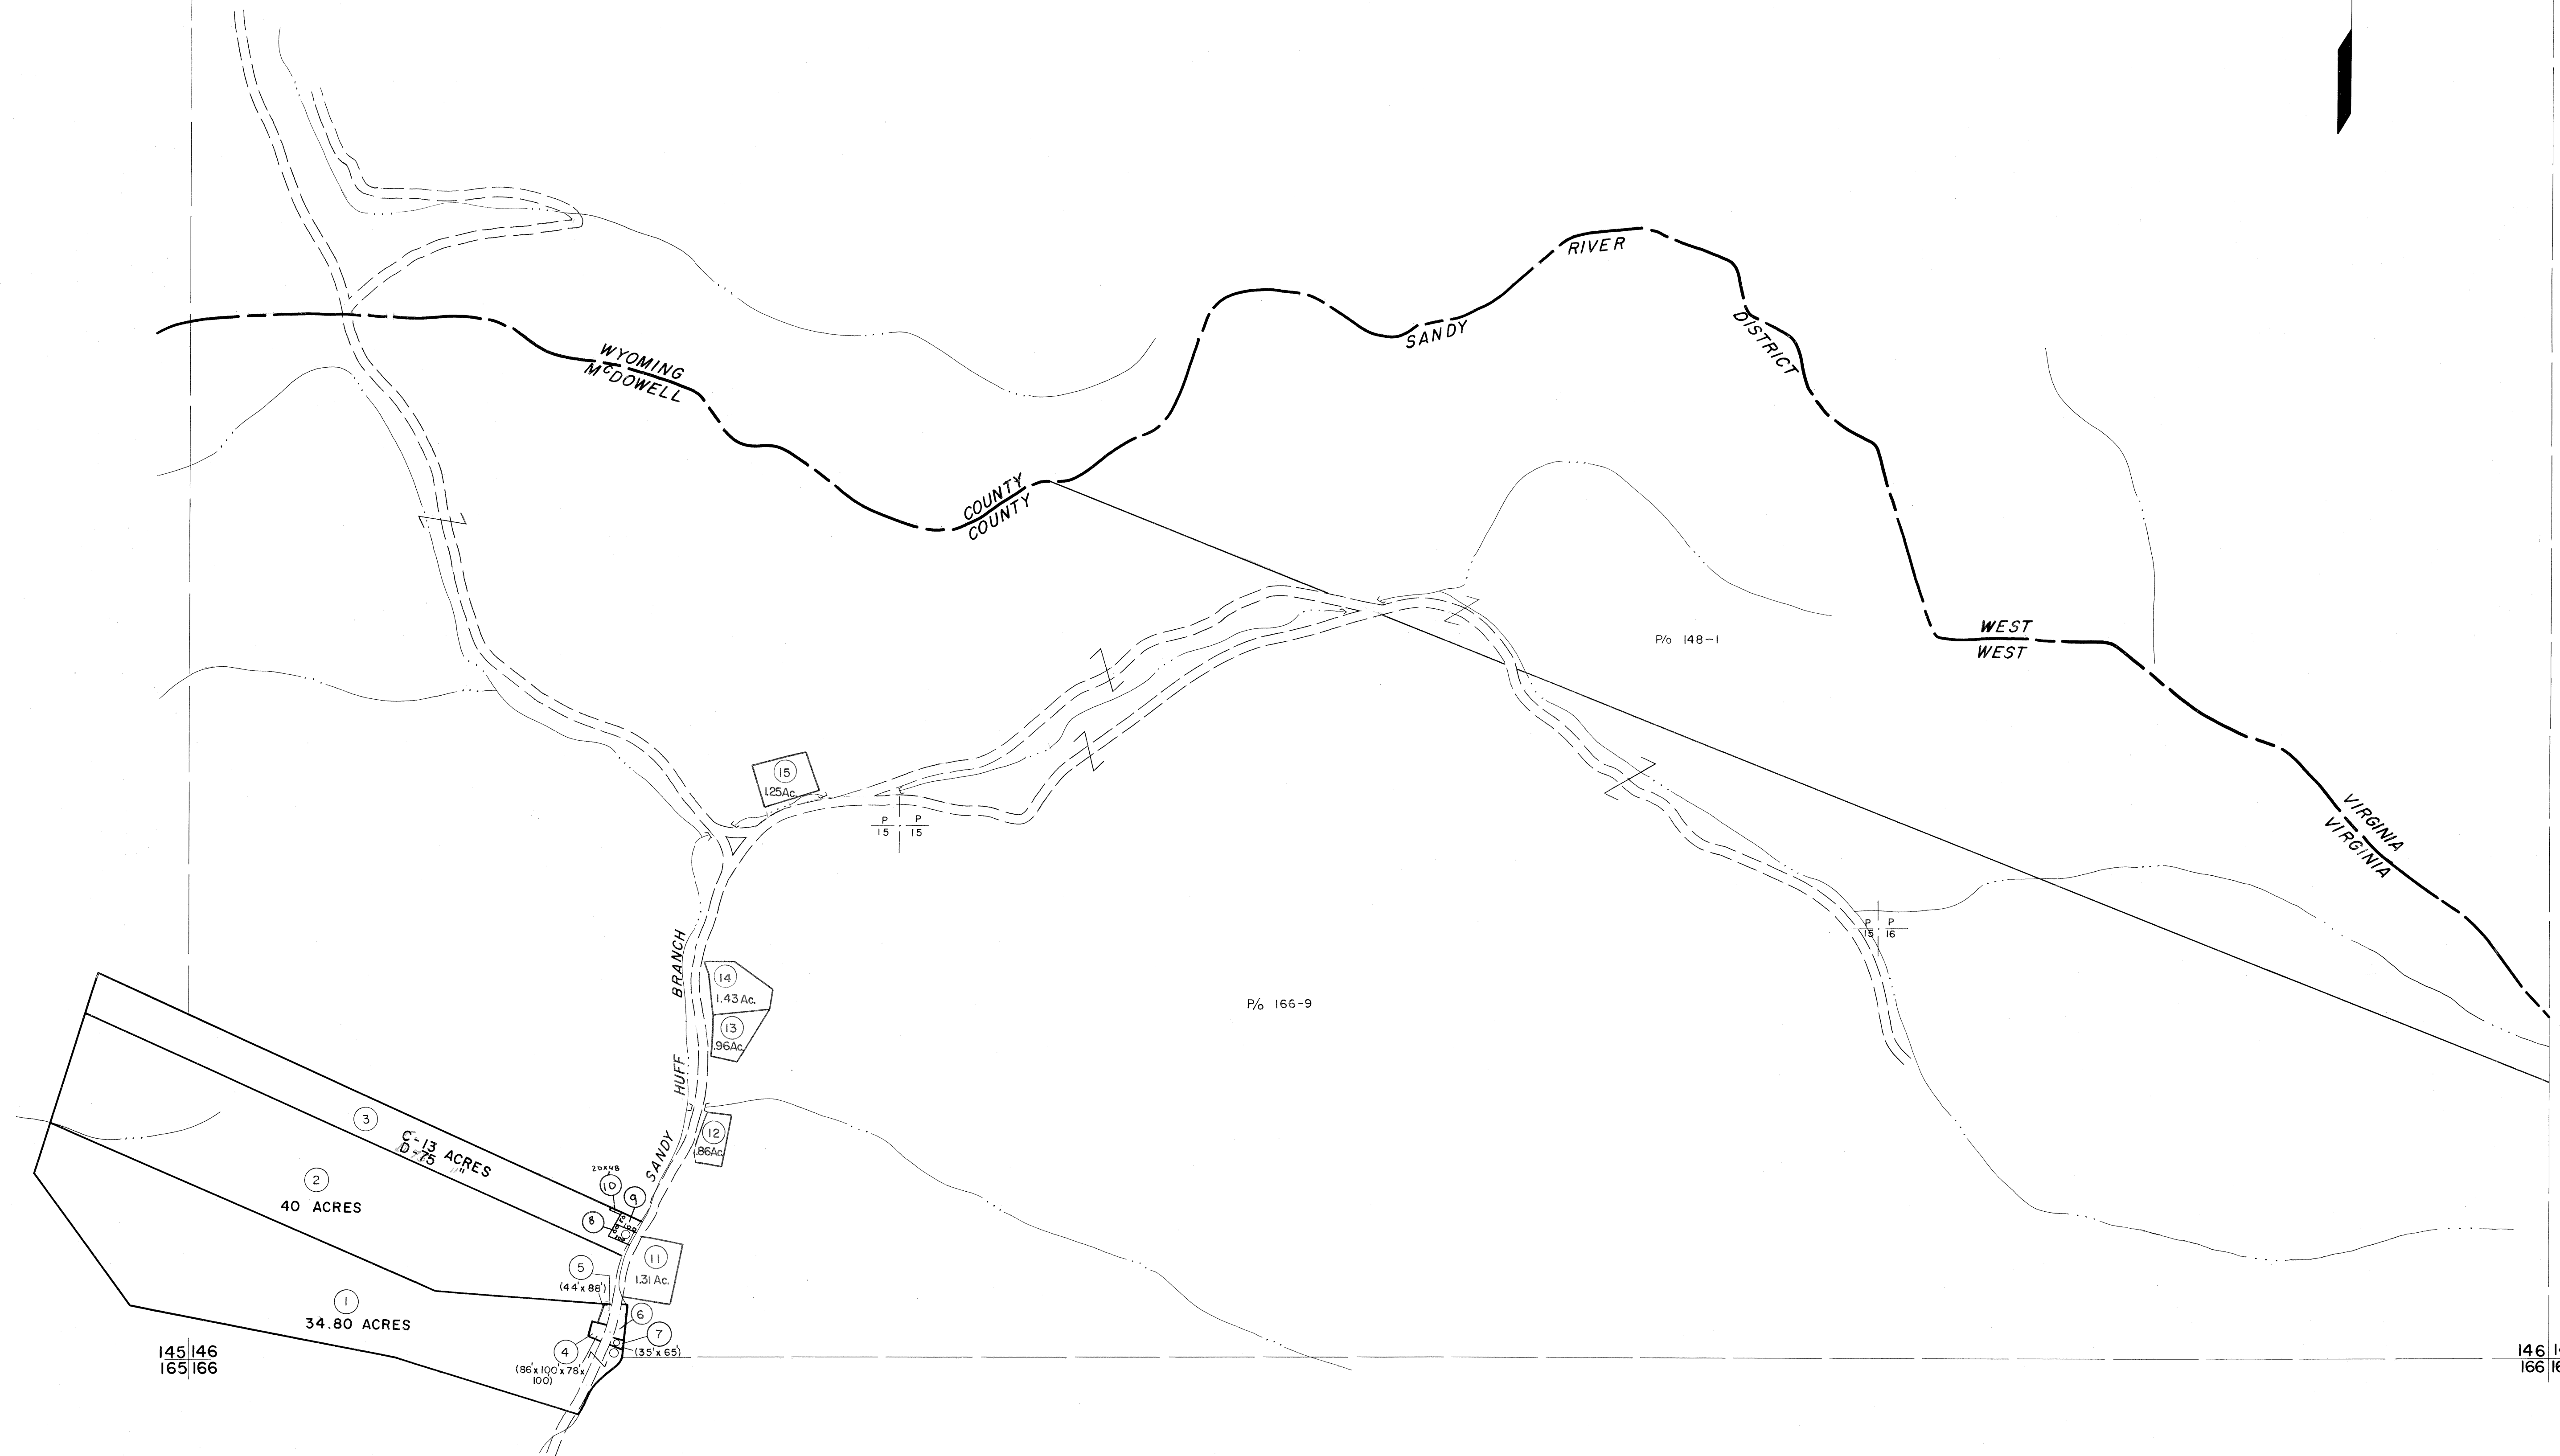 RIVER
SANDY
DISTRICT
WYOMING
McDOWELL
COUNTY
COUNTY
P/o 148-1
WEST
WEST
VIRGINIA
VIRGINIA
15
1.25Ac.
P P
15 15
P P
15 16
BRANCH
14
1.43 Ac.
13
.96Ac.
P/o 166-9
HUFF
3
C-13 ACRES
D-75 "
12
.86Ac.
SANDY
2
40 ACRES
20x48
10
9
8
11
1.31 Ac.
5
(44'x 88')
1
34.80 ACRES
6
7
(35'x 65')
4
(86'x100'x78'x
100)
145 146
165 166
146
166